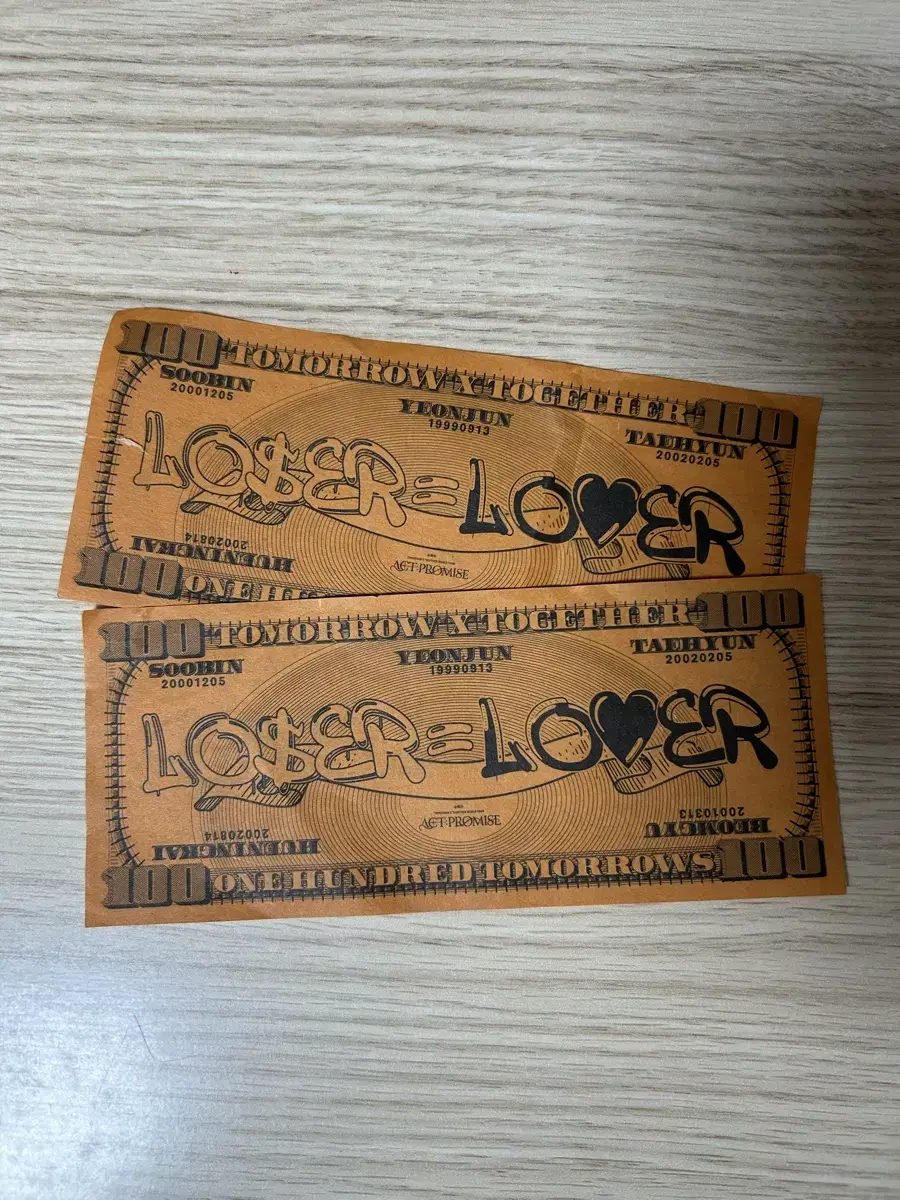 100 TOMORROW X TOGETHER 100
SOOBIN
20001205
YEONJUN
19990913
TAEHYUN
20020205
LO$ER=LO♥ER
ACT:PROMISE
HUENINGKAI
20020814
100 ONE H
100 TOMORROW X TOGETHER 100
SOOBIN
20001205
YEONJUN
19990913
TAEHYUN
20020205
LO$ER=LO♥ER
ACT:PROMISE
HUENINGKAI
20020814
BEOMGYU
20010313
100 ONE HUNDRED TOMORROWS 100